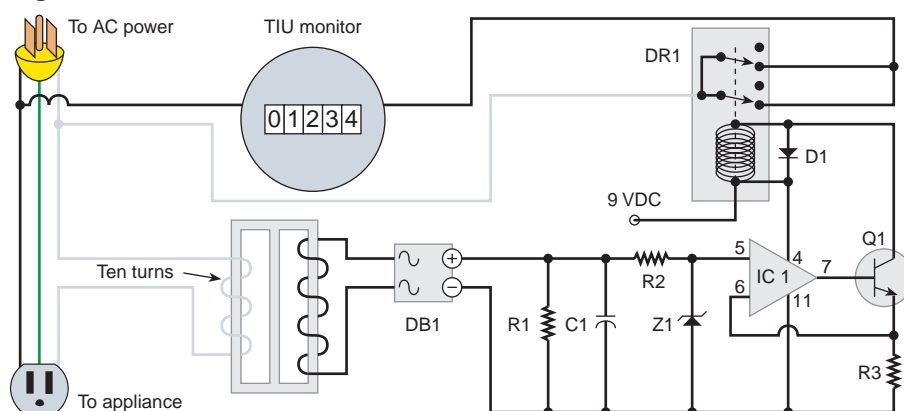 To AC power
TIU monitor
DR1
01234
D1
9 VDC
Q1
Ten turns
5
4
7
R2
IC 1
6
11
DB1
R1
C1
Z1
R3
To appliance